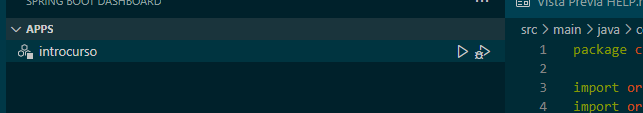 SPRING BOOT DASHBOARD
Vista Previa HELP.
APPS
introcurso
src > main > java >
1 package
2
3 import
4 import